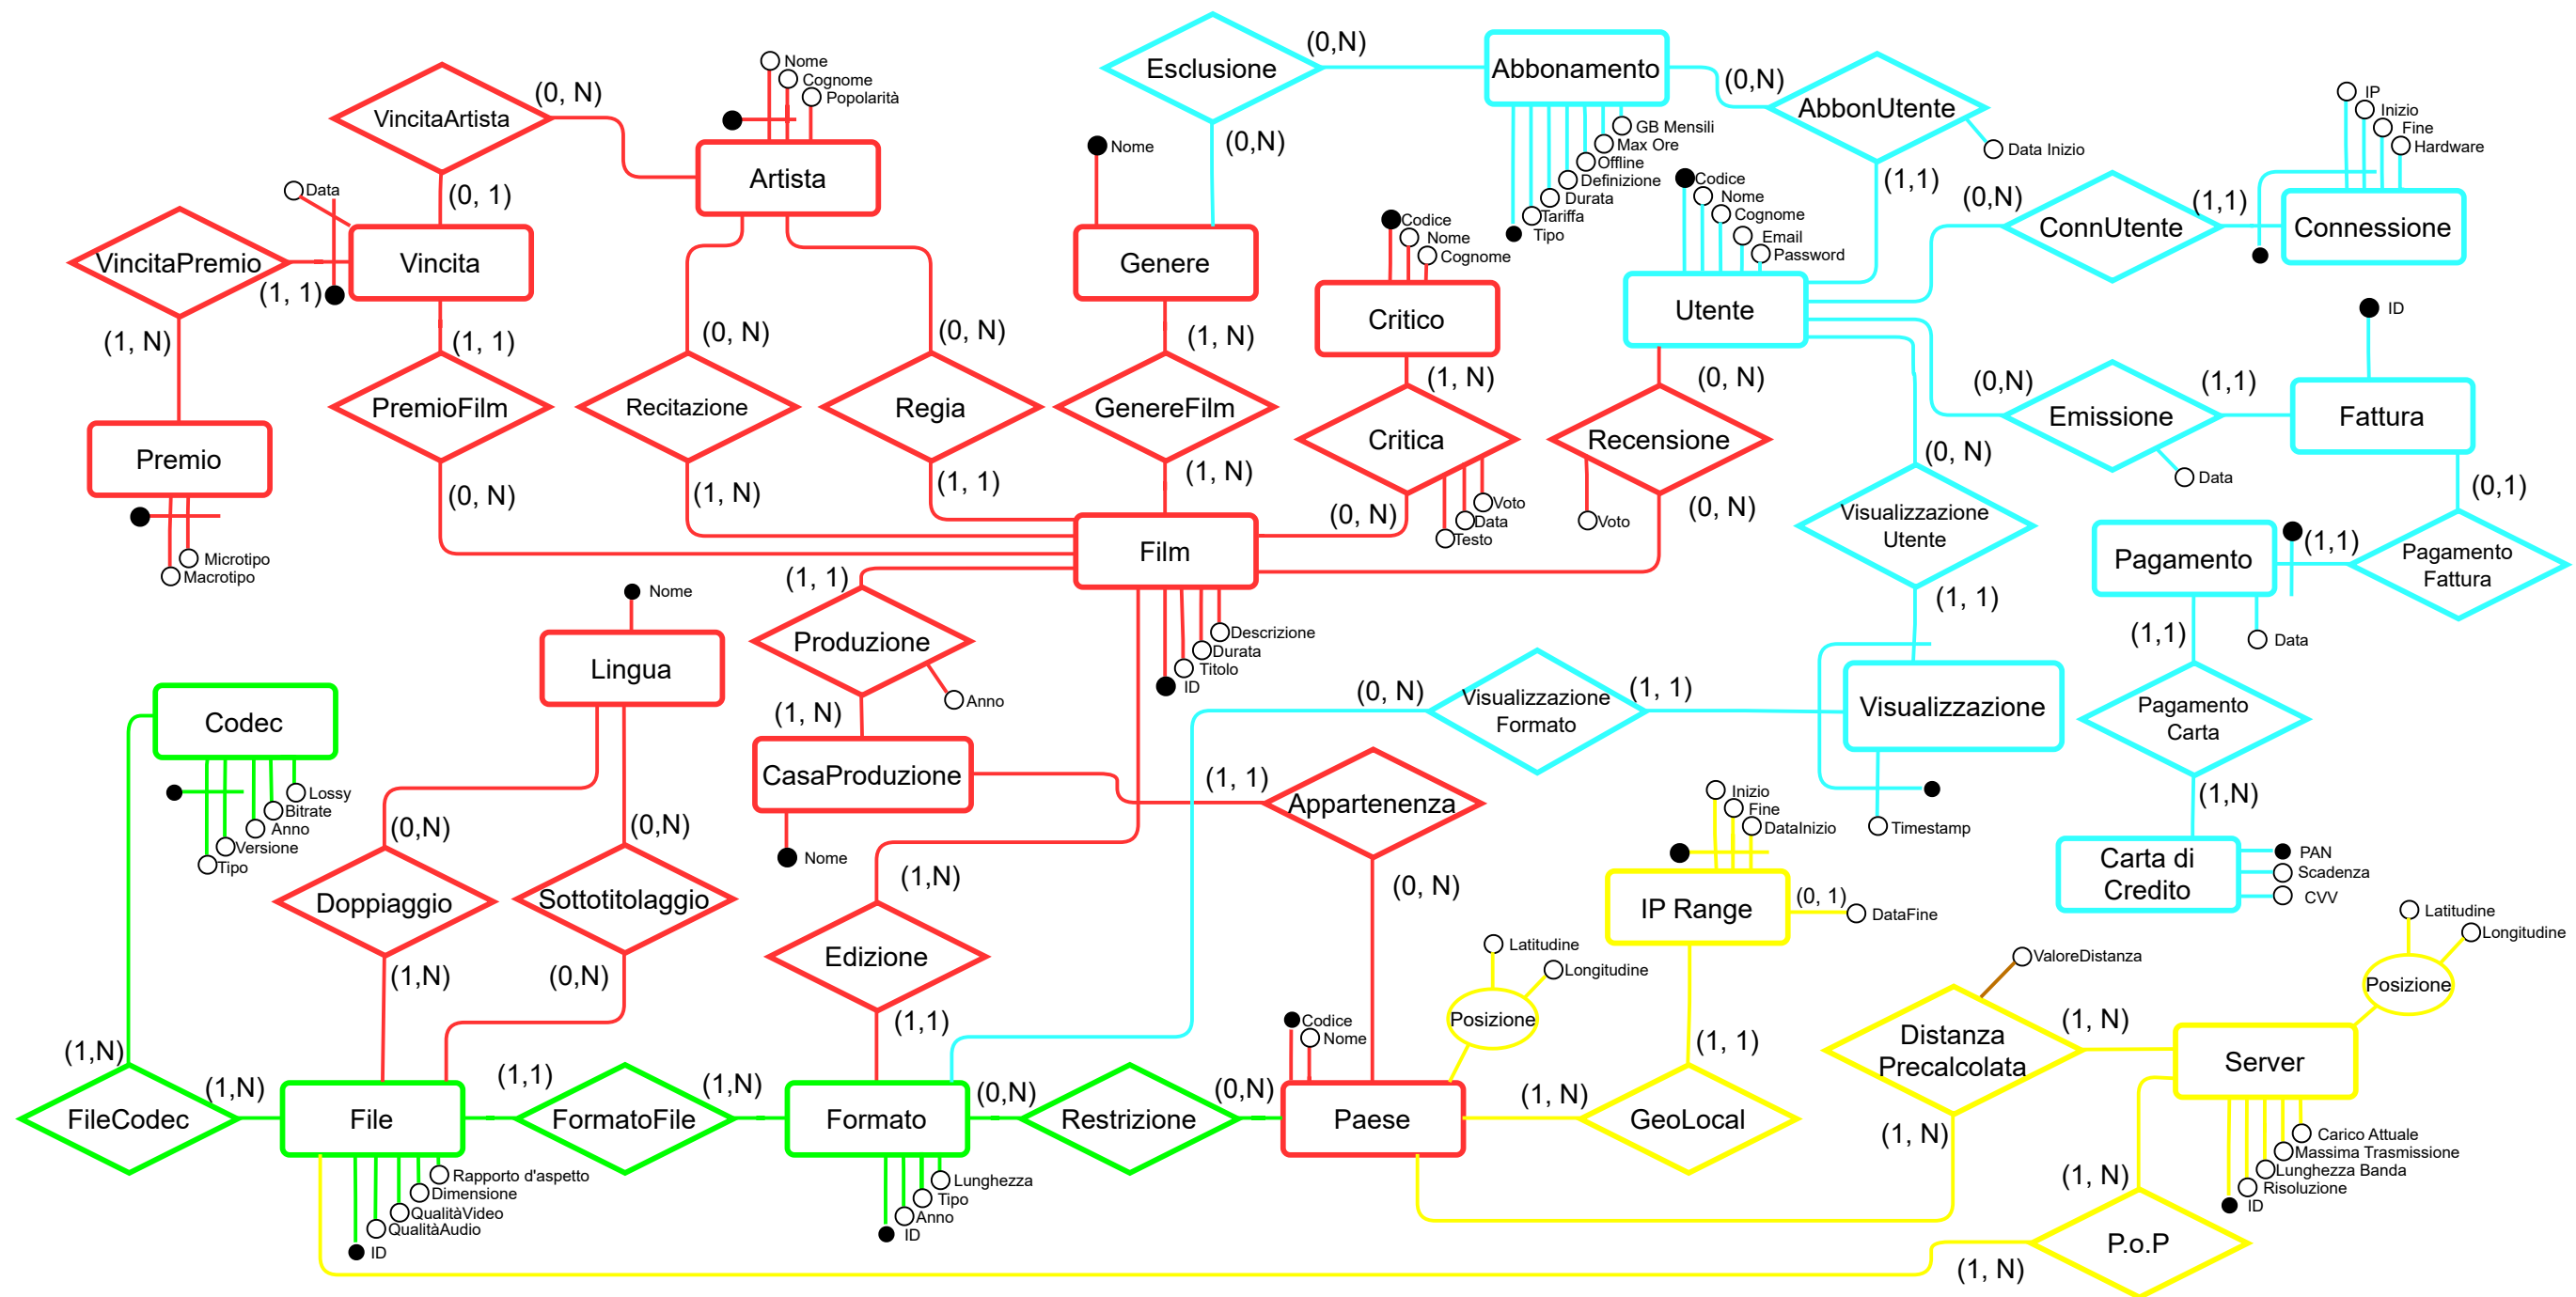 Esclusione
(0,N)
Abbonamento
(0,N)
AbbonUtente
Data Inizio
(0,N)
(1,1)
GB Mensili
Max Ore
Offline
Definizione
Durata
Tariffa
Tipo
Nome
Cognome
Popolarità
Artista
VincitaArtista
(0, N)
(0, 1)
Data
Vincita
VincitaPremio
(1, 1)
(1, N)
Premio
Microtipo
Macrotipo
(1, 1)
PremioFilm
(0, N)
(0, N)
Recitazione
(1, N)
(0, N)
Regia
(1, 1)
Nome
Genere
(1, N)
GenereFilm
(1, N)
Codice
Nome
Cognome
Critico
(1, N)
Critica
(0, N)
Voto
Data
Testo
Codice
Nome
Cognome
Email
Password
Utente
(0, N)
Recensione
(0, N)
Voto
IP
Inizio
Fine
Hardware
(0,N)
ConnUtente
(1,1)
Connessione
ID
(0,N)
Emissione
(1,1)
Fattura
Data
(0,1)
Pagamento
Fattura
(1,1)
Pagamento
Data
(1,1)
Pagamento
Carta
(1,N)
Carta di
Credito
PAN
Scadenza
CVV
(0, N)
Visualizzazione
Utente
(1, 1)
Visualizzazione
Timestamp
(0, N)
Visualizzazione
Formato
(1, 1)
Film
Descrizione
Durata
Titolo
ID
(1, 1)
Produzione
Anno
(1, N)
CasaProduzione
Nome
(1, 1)
Appartenenza
(0, N)
Nome
Lingua
(0,N)
Doppiaggio
(1,N)
(0,N)
Sottotitolaggio
(0,N)
(1,N)
Edizione
(1,1)
Codec
Lossy
Bitrate
Anno
Versione
Tipo
(1,N)
FileCodec
(1,N)
File
Rapporto d'aspetto
Dimensione
QualitàVideo
QualitàAudio
ID
(1,1)
FormatoFile
(1,N)
Formato
Lunghezza
Tipo
Anno
ID
(0,N)
Restrizione
(0,N)
Codice
Nome
Paese
Latitudine
Longitudine
Posizione
(1, N)
GeoLocal
(1, 1)
Inizio
Fine
DataInizio
IP Range
(0, 1)
DataFine
ValoreDistanza
Distanza
Precalcolata
(1, N)
(1, N)
Latitudine
Longitudine
Posizione
Server
Carico Attuale
Massima Trasmissione
Lunghezza Banda
Risoluzione
ID
(1, N)
P.o.P
(1, N)